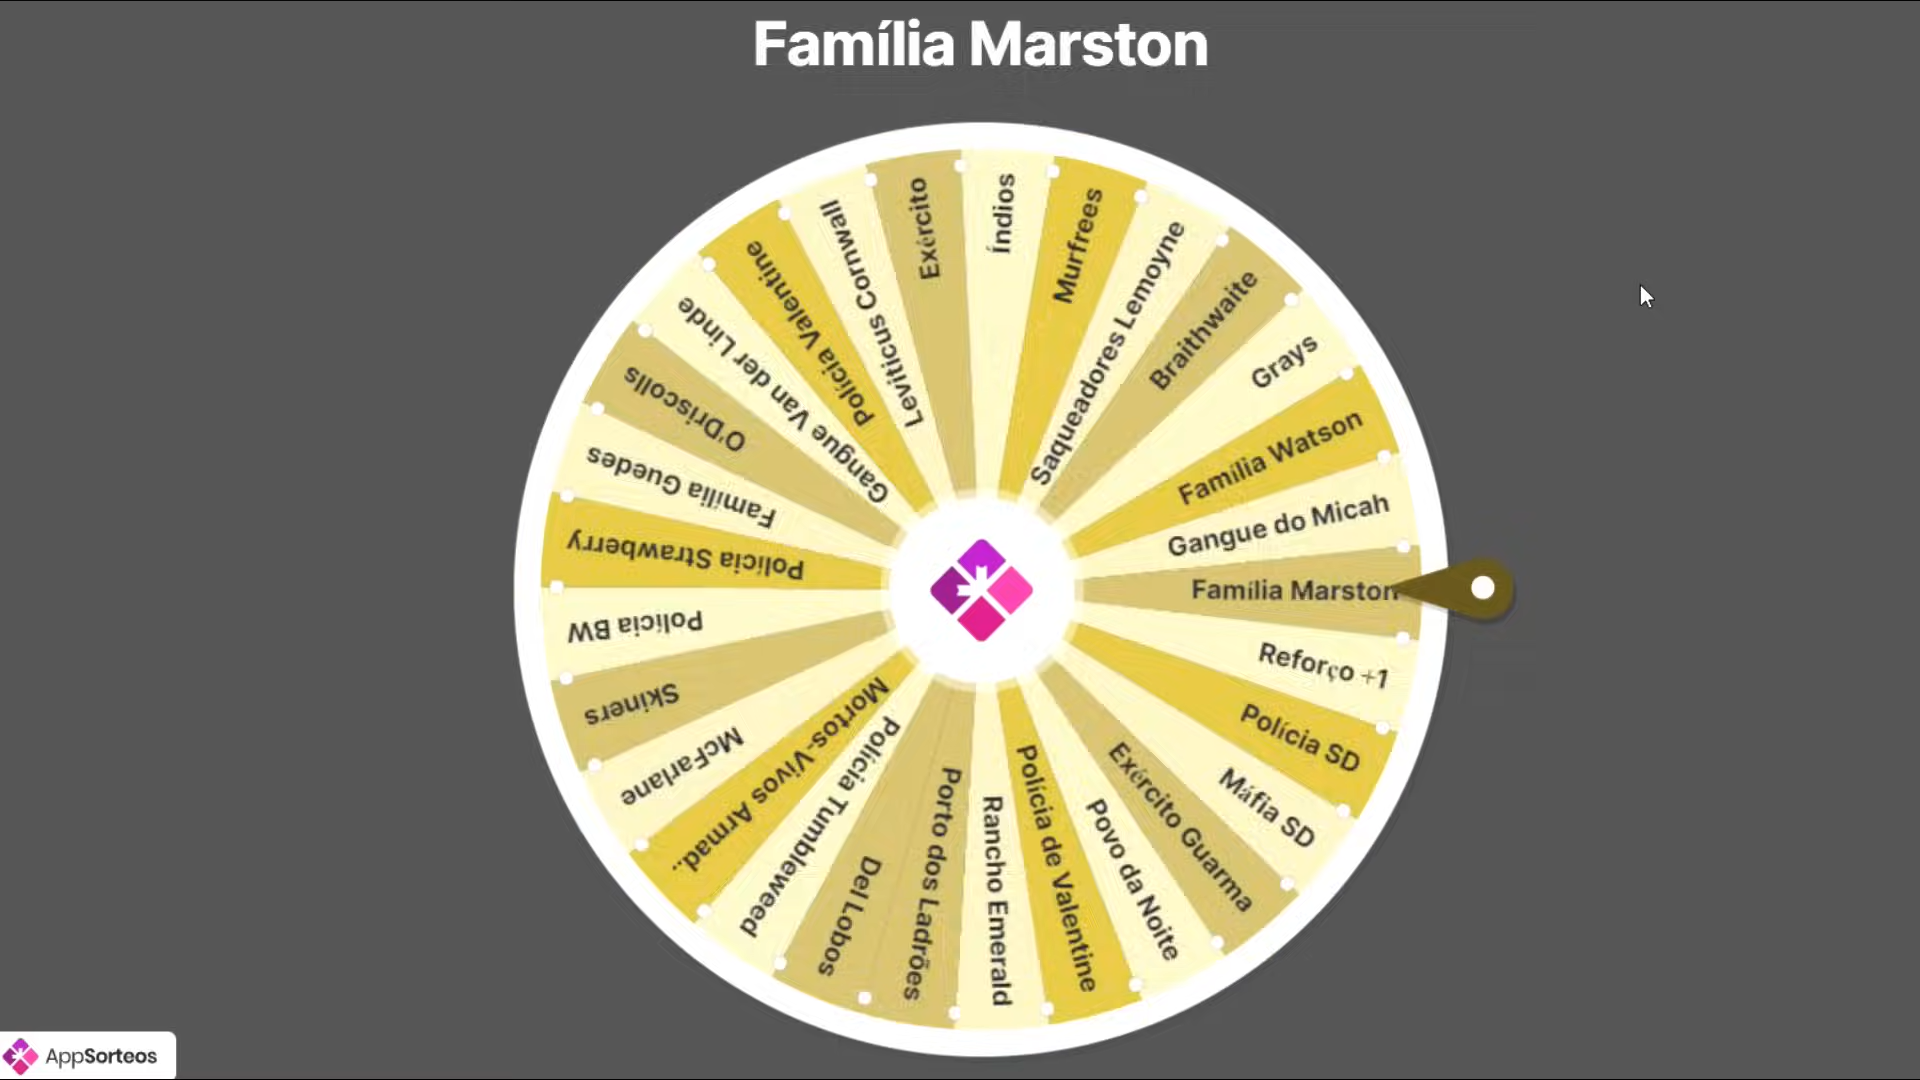 Família Marston
Índios
Murfrees
Saqueadores Lemoyne
Braithwaite
Grays
Família Watson
Gangue do Micah
Família Marston
Reforço +1
Polícia SD
Máfia SD
Exército Guarma
Povo da Noite
Polícia de Valentine
Rancho Emerald
Porto dos Ladrões
Del Lobos
Polícia Tumbleweed
Mortos-Vivos Armad..
McFarlane
Skiners
Polícia BW
Polícia Strawberry
Família Guedes
O'Driscolls
Gangue Van der Linde
Polícia Valentine
Leviticus Cornwall
Exército
AppSorteos